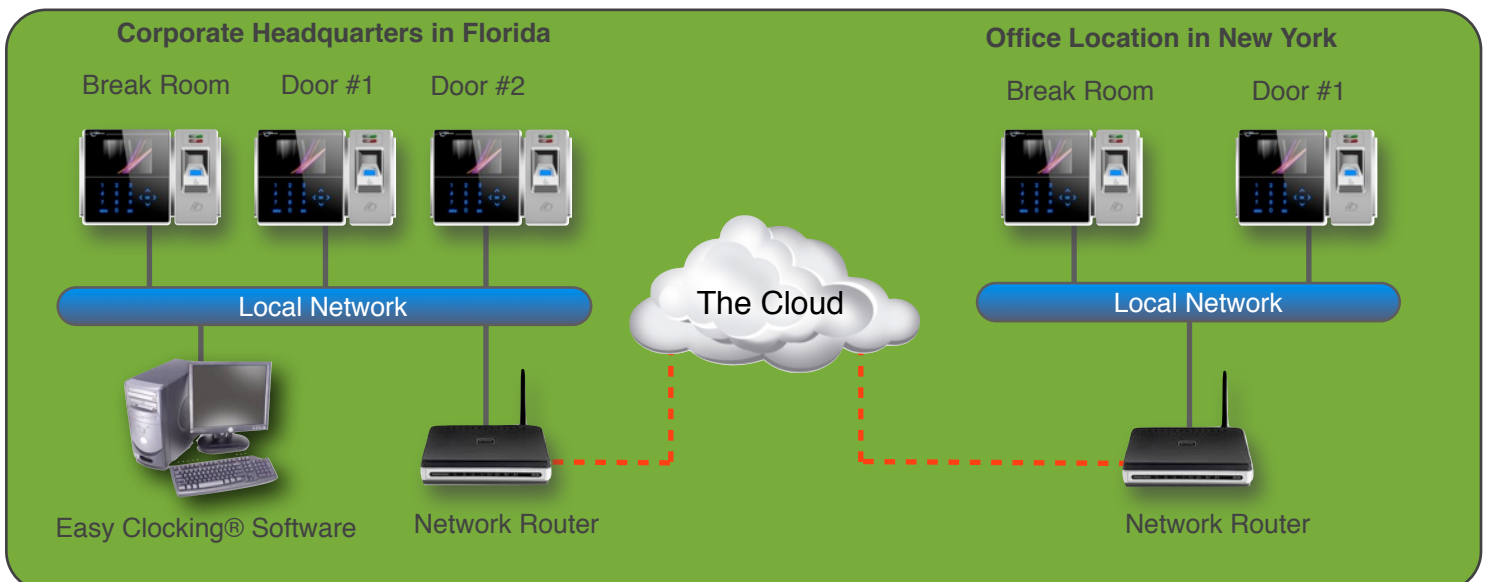 Corporate Headquarters in Florida
Office Location in New York
Break Room
Door #1
Door #2
Break Room
Door #1
Local Network
The Cloud
Local Network
Easy Clocking® Software
Network Router
Network Router